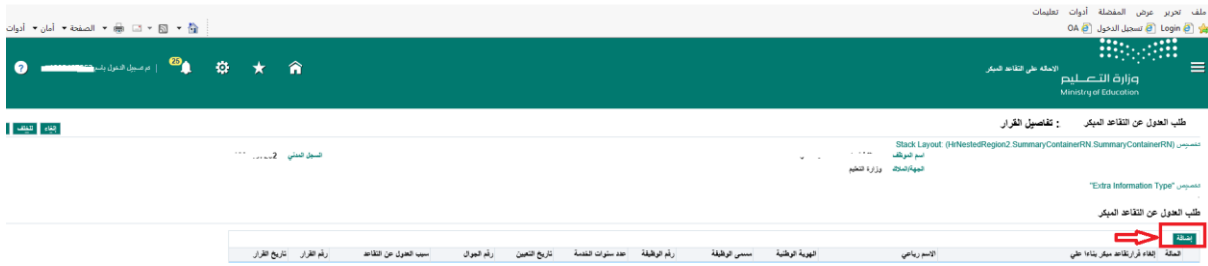 ملف تحرير عرض المفضلة أدوات تعليمات
Login تسجيل الدخول OA
الصفحة أمان أدوات
وزارة التعليم
Ministry of Education
الاحالة على التقاعد المبكر
25
طلب العدول عن التقاعد المبكر : تفاصيل القرار
إلغاء للخلف
تخصيص Stack Layout: (HrNestedRegion2.SummaryContainerRN.SummaryContainerRN)
اسم الموظف
السجل المدني 2
الجهة/الملاك وزارة التعليم
تخصيص "Extra Information Type"
طلب العدول عن التقاعد المبكر
إضافة
الحالة إلغاء قرار تقاعد مبكر بناءا على الاسم رباعي الهوية الوطنية مسمى الوظيفة رقم الوظيفة عدد سنوات الخدمة تاريخ التعيين رقم الجوال سبب العدول عن التقاعد رقم القرار تاريخ القرار